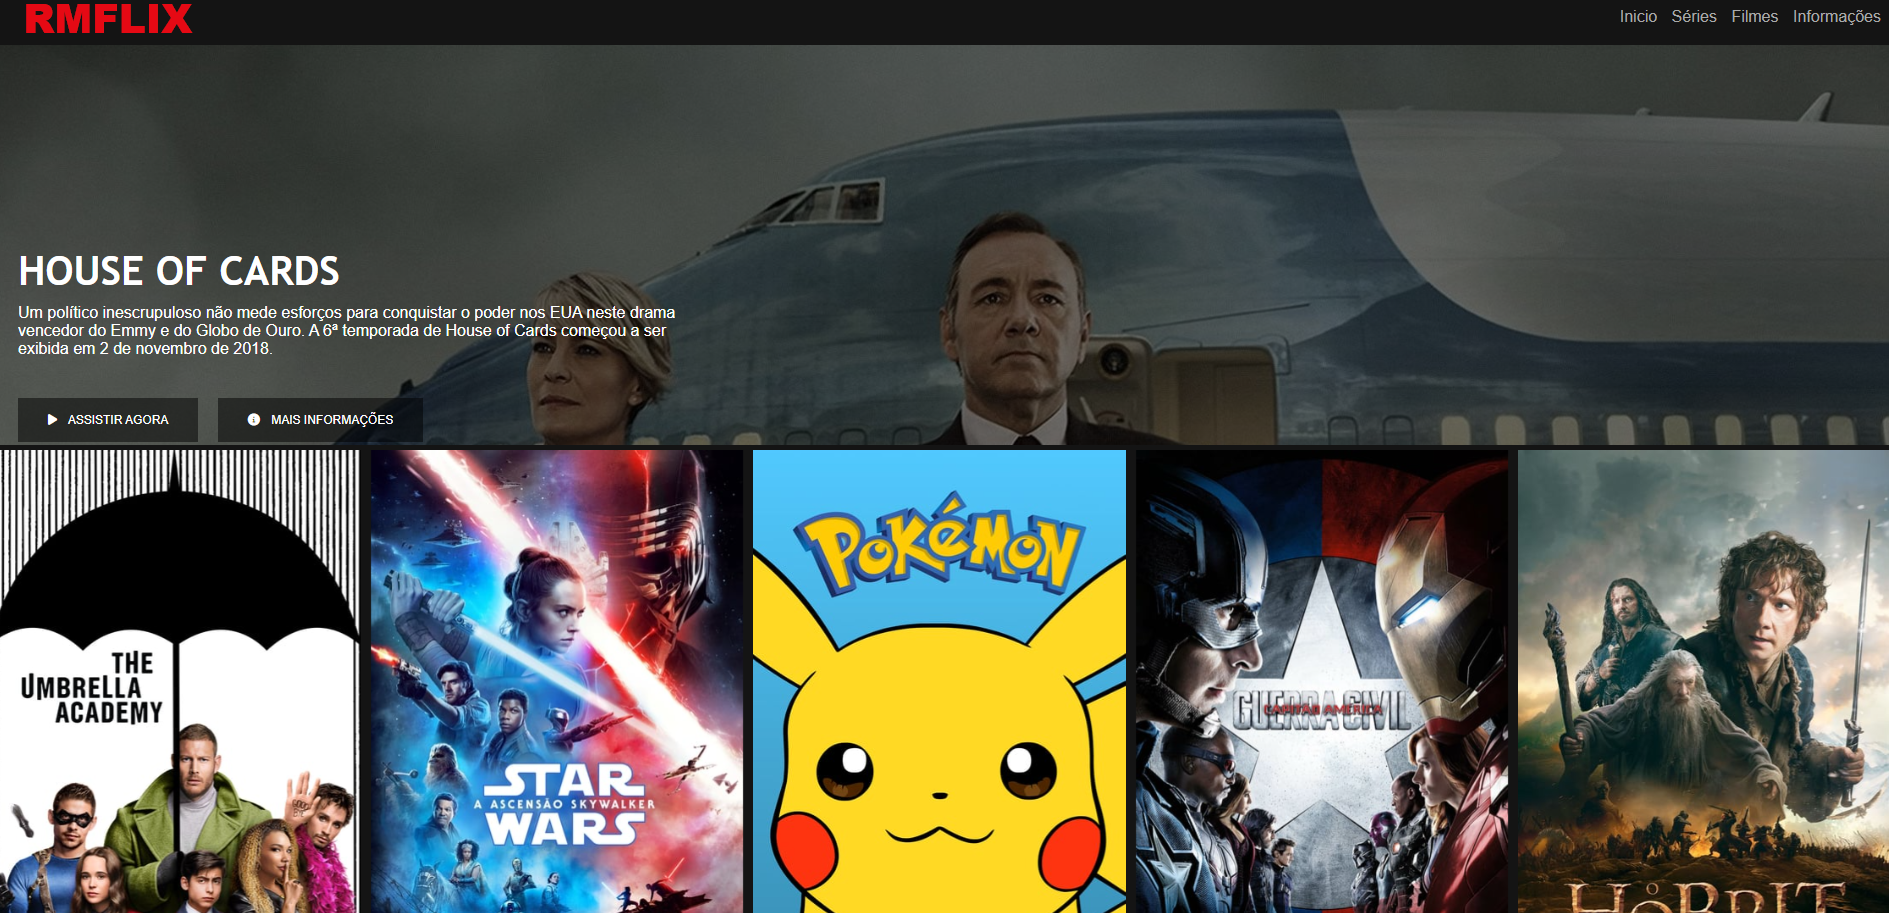 RMFLIX
Inicio Séries Filmes Informações
HOUSE OF CARDS
Um político inescrupuloso não mede esforços para conquistar o poder nos EUA neste drama
vencedor do Emmy e do Globo de Ouro. A 6ª temporada de House of Cards começou a ser
exibida em 2 de novembro de 2018.
ASSISTIR AGORA
MAIS INFORMAÇÕES
THE
UMBRELLA
ACADEMY
STAR
A ASCENSÃO SKYWALKER
WARS
POKÉMON
GUERRA CIVIL
CAPITÃO AMÉRICA
HOBBIT